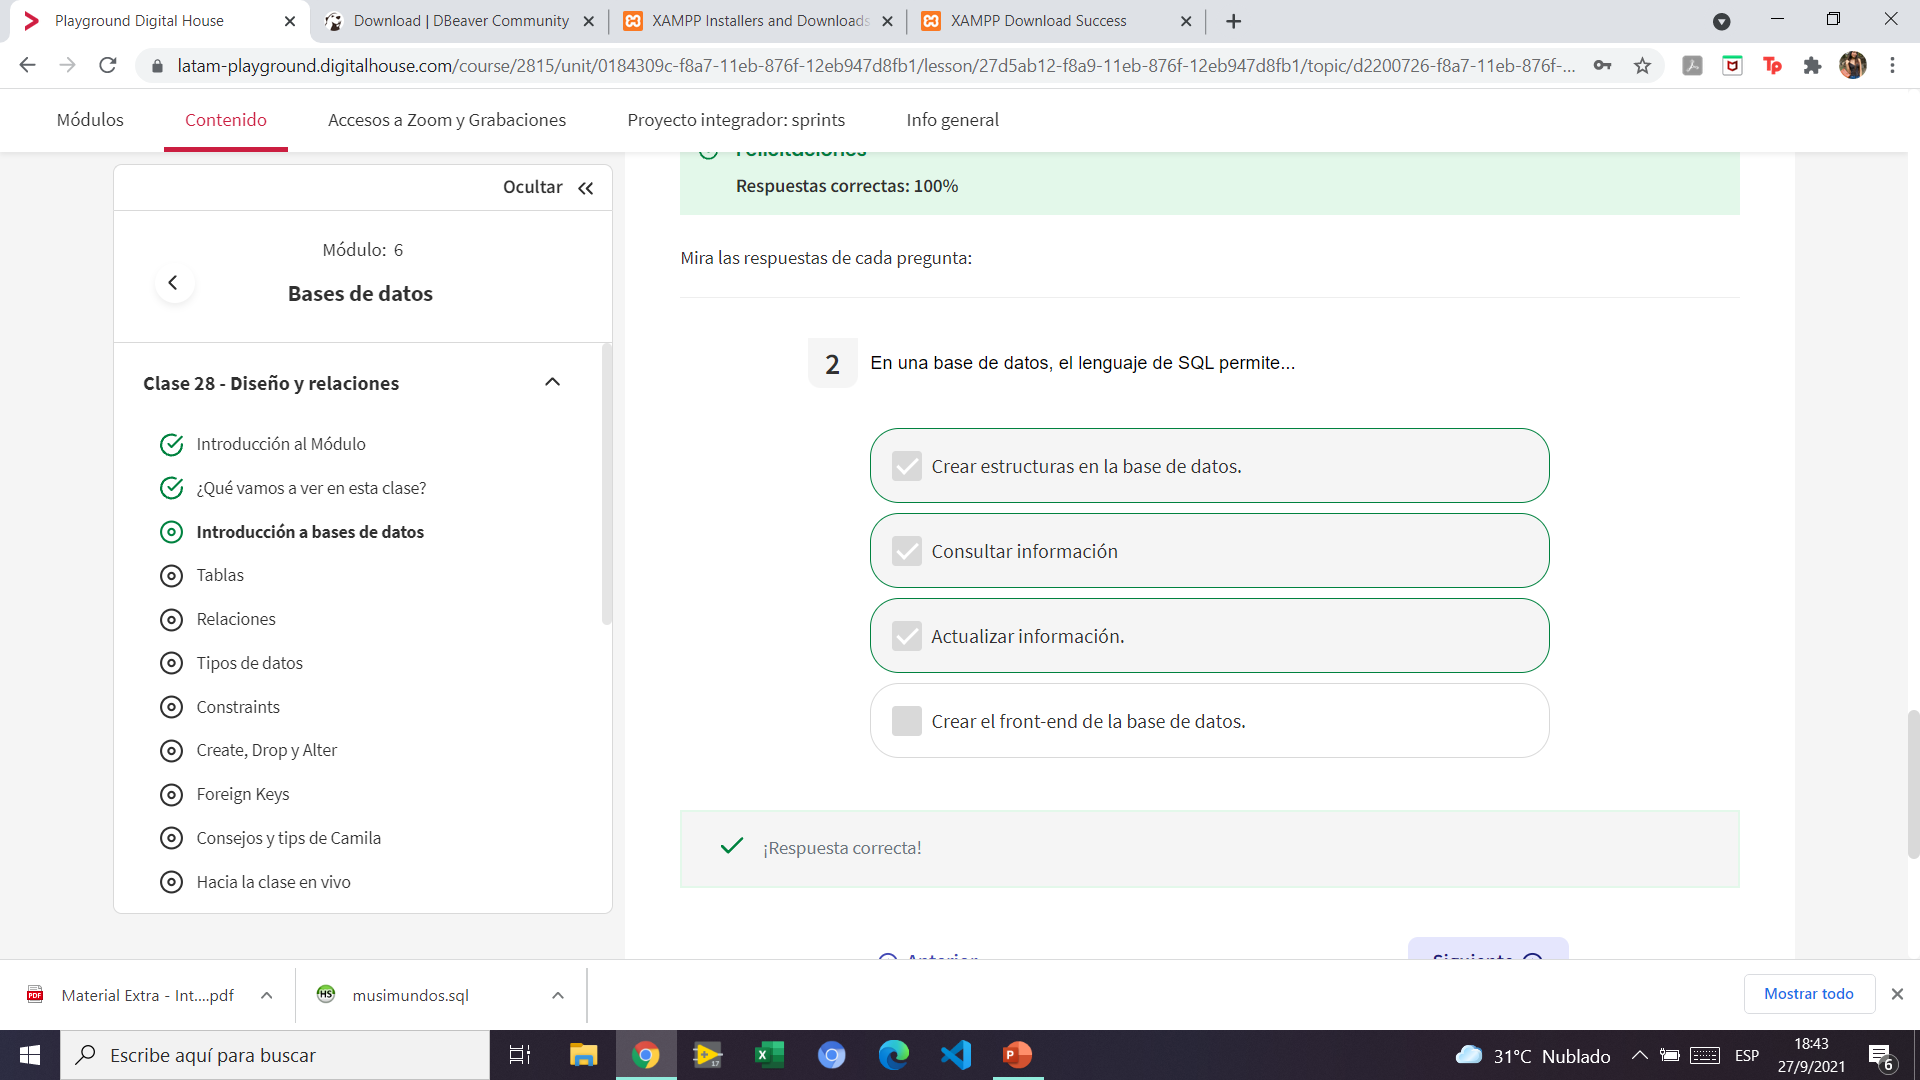 Playground Digital House
Download | DBeaver Community
XAMPP Installers and Downloads
XAMPP Download Success
latam-playground.digitalhouse.com/course/2815/unit/0184309c-f8a7-11eb-876f-12eb947d8fb1/lesson/27d5ab12-f8a9-11eb-876f-12eb947d8fb1/topic/d2200726-f8a7-11eb-876f-...
Módulos
Contenido
Accesos a Zoom y Grabaciones
Proyecto integrador: sprints
Info general
Ocultar
Módulo: 6
Bases de datos
Clase 28 - Diseño y relaciones
Introducción al Módulo
¿Qué vamos a ver en esta clase?
Introducción a bases de datos
Tablas
Relaciones
Tipos de datos
Constraints
Create, Drop y Alter
Foreign Keys
Consejos y tips de Camila
Hacia la clase en vivo
Felicitaciones
Respuestas correctas: 100%
Mira las respuestas de cada pregunta:
2 En una base de datos, el lenguaje de SQL permite...
Crear estructuras en la base de datos.
Consultar información
Actualizar información.
Crear el front-end de la base de datos.
¡Respuesta correcta!
Anterior
Siguiente
PDF Material Extra - Int....pdf
HS musimundos.sql
Mostrar todo
Escribe aquí para buscar
31°C Nublado
ESP
18:43
27/9/2021
6